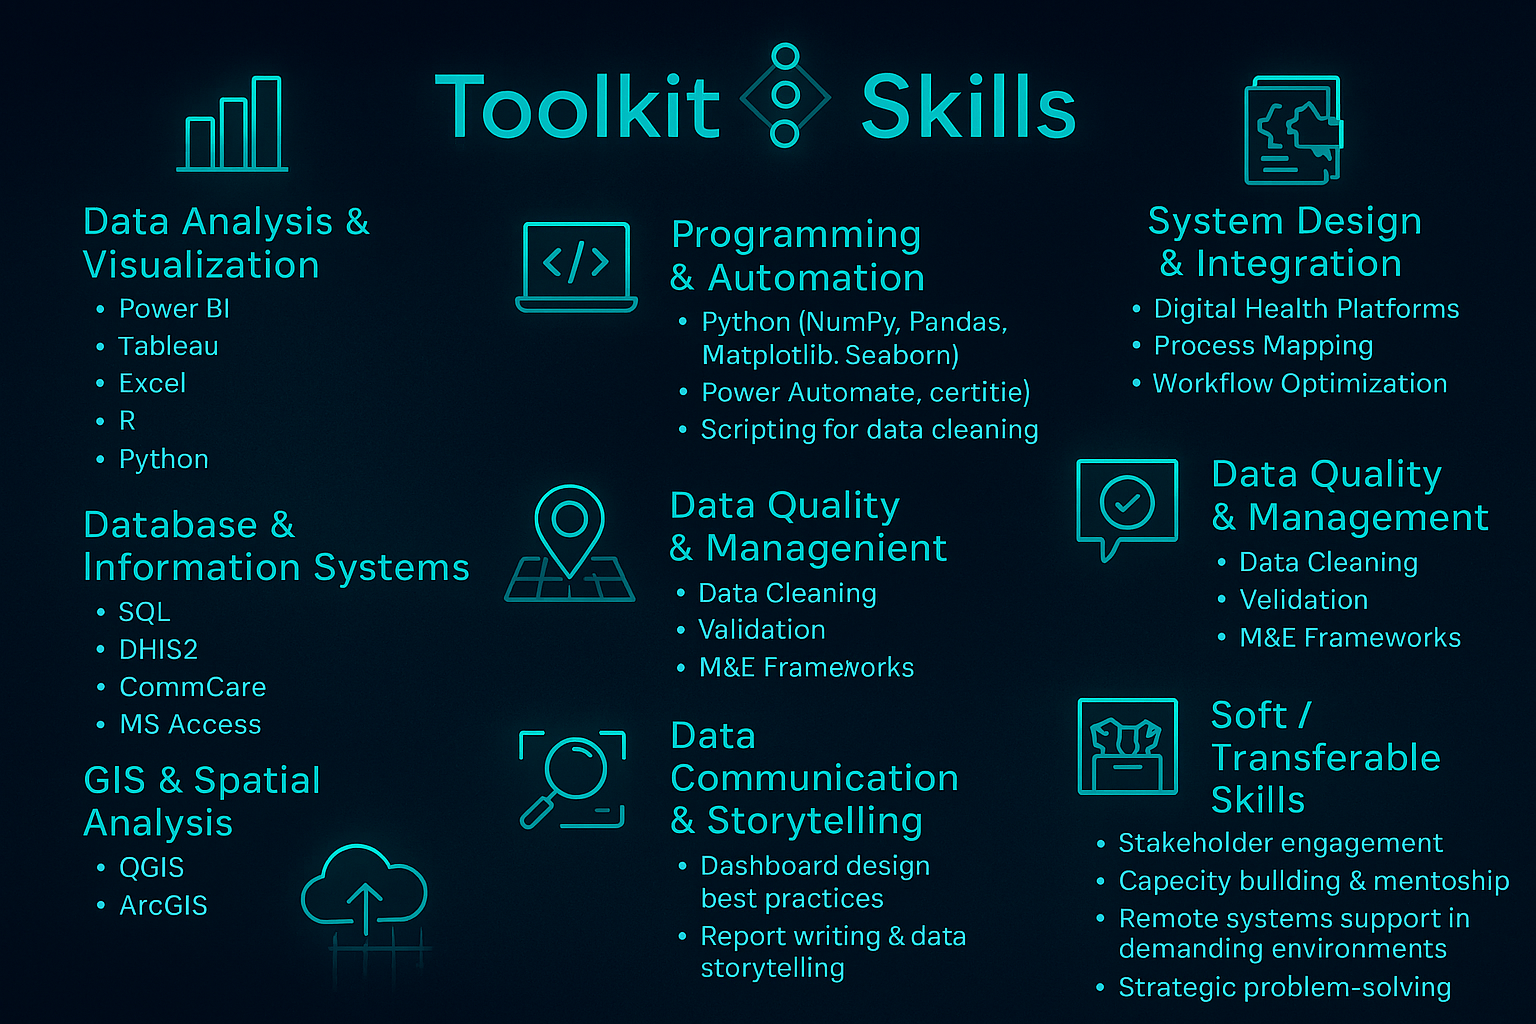 Toolkit Skills
Data Analysis &
Visualization
• Power BI
• Tableau
• Excel
• R
• Python
Database &
Information Systems
• SQL
• DHIS2
• CommCare
• MS Access
GIS & Spatial
Analysis
• QGIS
• ArcGIS
Programming
& Automation
• Python (NumPy, Pandas,
Matplotlib. Seaborn)
• Power Automate, certitie)
• Scripting for data cleaning
Data Quality
& Managenient
• Data Cleaning
• Validation
• M&E Frameworks
Data
Communication
& Storytelling
• Dashboard design
best practices
• Report writing & data
storytelling
System Design
& Integration
• Digital Health Platforms
• Process Mapping
• Workflow Optimization
Data Quality
& Management
• Data Cleaning
• Velidation
• M&E Frameworks
Soft /
Transferable
Skills
• Stakeholder engagement
• Capecity bullding & mentoship
• Remote systems support in
demanding environments
• Strategic problem-solving